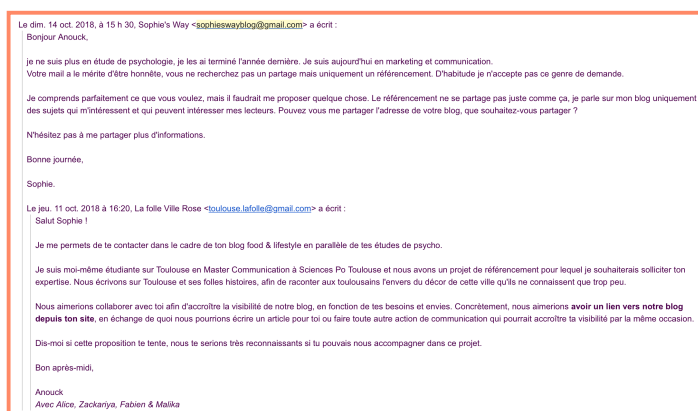 Le dim. 14 oct. 2018, à 15 h 30, Sophie's Way <sophieswayblog@gmail.com> a écrit :
Bonjour Anouck,
je ne suis plus en étude de psychologie, je les ai terminé l'année dernière. Je suis aujourd'hui en marketing et communication.
Votre mail a le mérite d'être honnête, vous ne recherchez pas un partage mais uniquement un référencement. D'habitude je n'accepte pas ce genre de demande.
Je comprends parfaitement ce que vous voulez, mais il faudrait me proposer quelque chose. Le référencement ne se partage pas juste comme ça, je parle sur mon blog uniquement
des sujets qui m'intéressent et qui peuvent intéresser mes lecteurs. Pouvez vous me partager l'adresse de votre blog, que souhaitez-vous partager ?
N'hésitez pas à me partager plus d'informations.
Bonne journée,
Sophie.
Le jeu. 11 oct. 2018 à 16:20, La folle Ville Rose <toulouse.lafolle@gmail.com> a écrit :
Salut Sophie !
Je me permets de te contacter dans le cadre de ton blog food & lifestyle en parallèle de tes études de psycho.
Je suis moi-même étudiante sur Toulouse en Master Communication à Sciences Po Toulouse et nous avons un projet de référencement pour lequel je souhaiterais solliciter ton
expertise. Nous écrivons sur Toulouse et ses folles histoires, afin de raconter aux toulousains l'envers du décor de cette ville qu'ils ne connaissent que trop peu.
Nous aimerions collaborer avec toi afin d'accroître la visibilité de notre blog, en fonction de tes besoins et envies. Concrètement, nous aimerions avoir un lien vers notre blog
depuis ton site, en échange de quoi nous pourrions écrire un article pour toi ou faire toute autre action de communication qui pourrait accroître ta visibilité par la même occasion.
Dis-moi si cette proposition te tente, nous te serions très reconnaissants si tu pouvais nous accompagner dans ce projet.
Bon après-midi,
Anouck
Avec Alice, Zackariya, Fabien & Malika